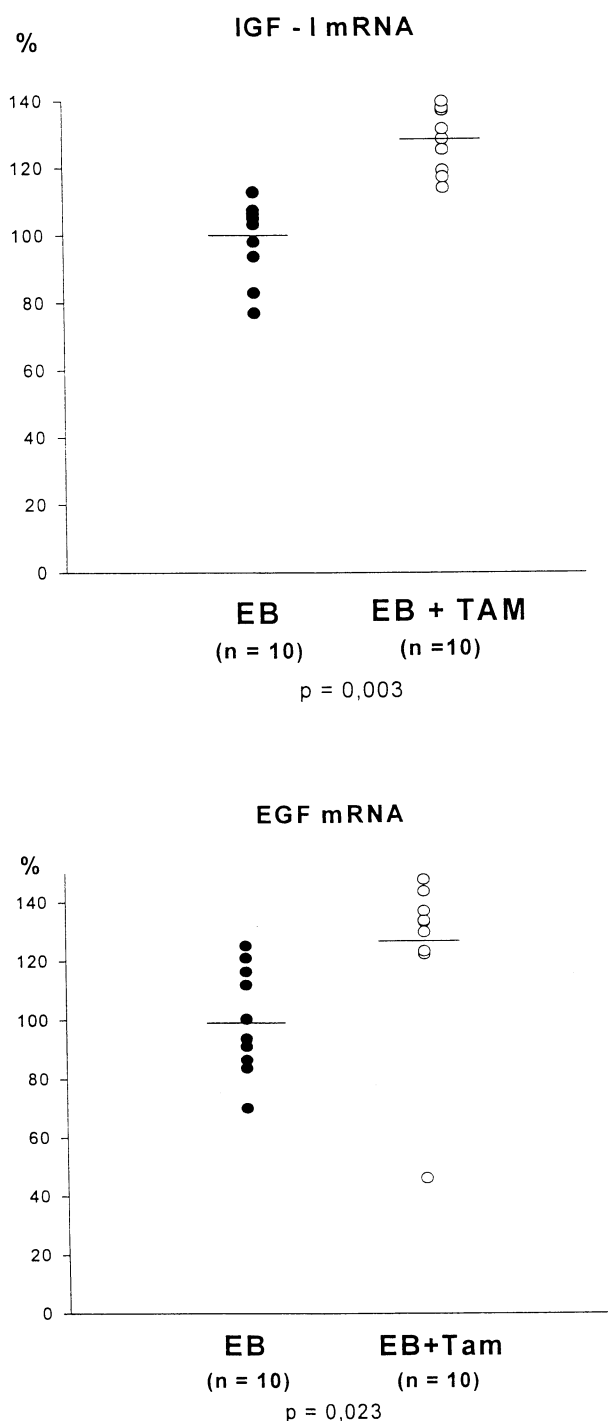 IGF - I mRNA
%
140
120
100
80
60
40
20
0
EB EB + TAM
(n = 10) (n =10)
p = 0,003
EGF mRNA
%
140
120
100
80
60
40
20
0
EB EB+Tam
(n = 10) (n = 10)
p = 0,023